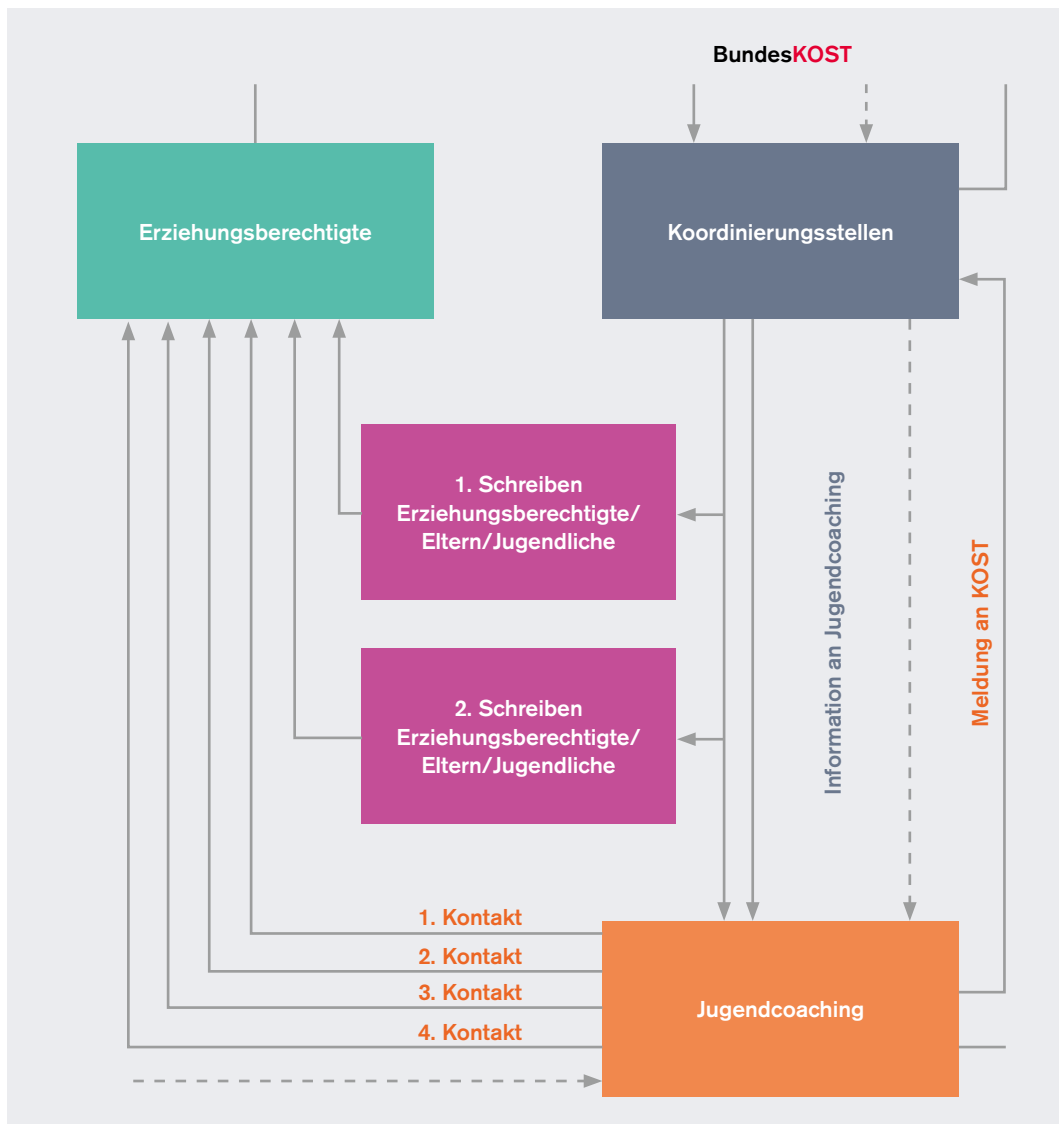 BundesKOST
Erziehungsberechtigte
Koordinierungsstellen
1. Schreiben
Erziehungsberechtigte/
Eltern/Jugendliche
2. Schreiben
Erziehungsberechtigte/
Eltern/Jugendliche
Information an Jugendcoaching
Meldung an KOST
1. Kontakt
2. Kontakt
3. Kontakt
4. Kontakt
Jugendcoaching